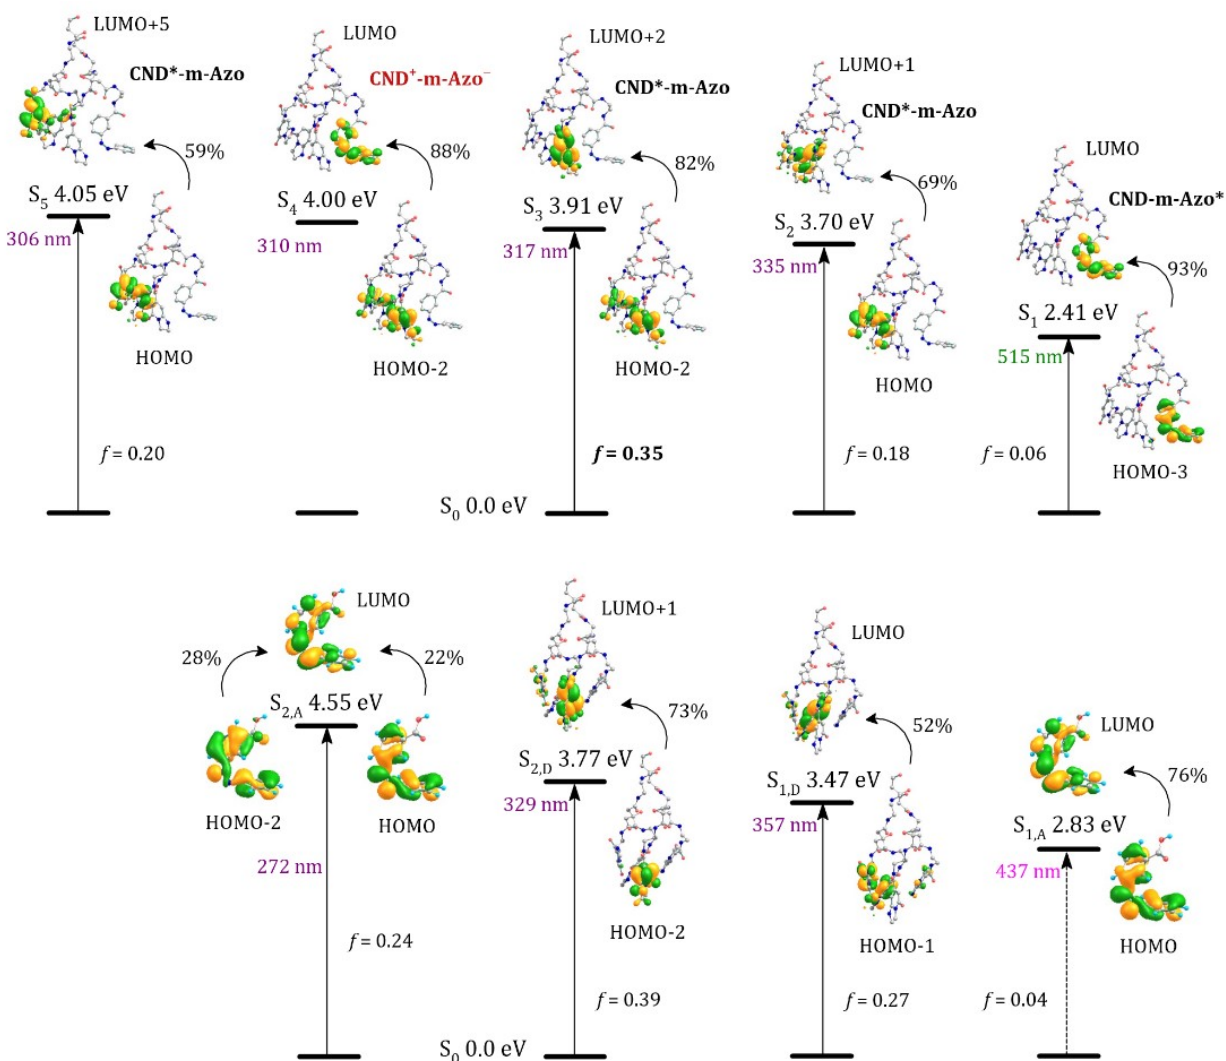 LUMO+5
CND*-m-Azo
59%
S5 4.05 eV
306 nm
HOMO
f = 0.20
LUMO
CND⁺-m-Azo⁻
88%
S4 4.00 eV
310 nm
HOMO-2
LUMO+2
CND*-m-Azo
82%
S3 3.91 eV
317 nm
HOMO-2
f = 0.35
LUMO+1
CND*-m-Azo
69%
S2 3.70 eV
335 nm
HOMO
f = 0.18
LUMO
CND-m-Azo*
93%
S1 2.41 eV
515 nm
HOMO-3
f = 0.06
S0 0.0 eV
LUMO
28%
22%
S2,A 4.55 eV
HOMO-2
HOMO
272 nm
f = 0.24
LUMO+1
73%
S2,D 3.77 eV
329 nm
HOMO-2
f = 0.39
LUMO
52%
S1,D 3.47 eV
357 nm
HOMO-1
f = 0.27
LUMO
76%
S1,A 2.83 eV
437 nm
HOMO
f = 0.04
S0 0.0 eV